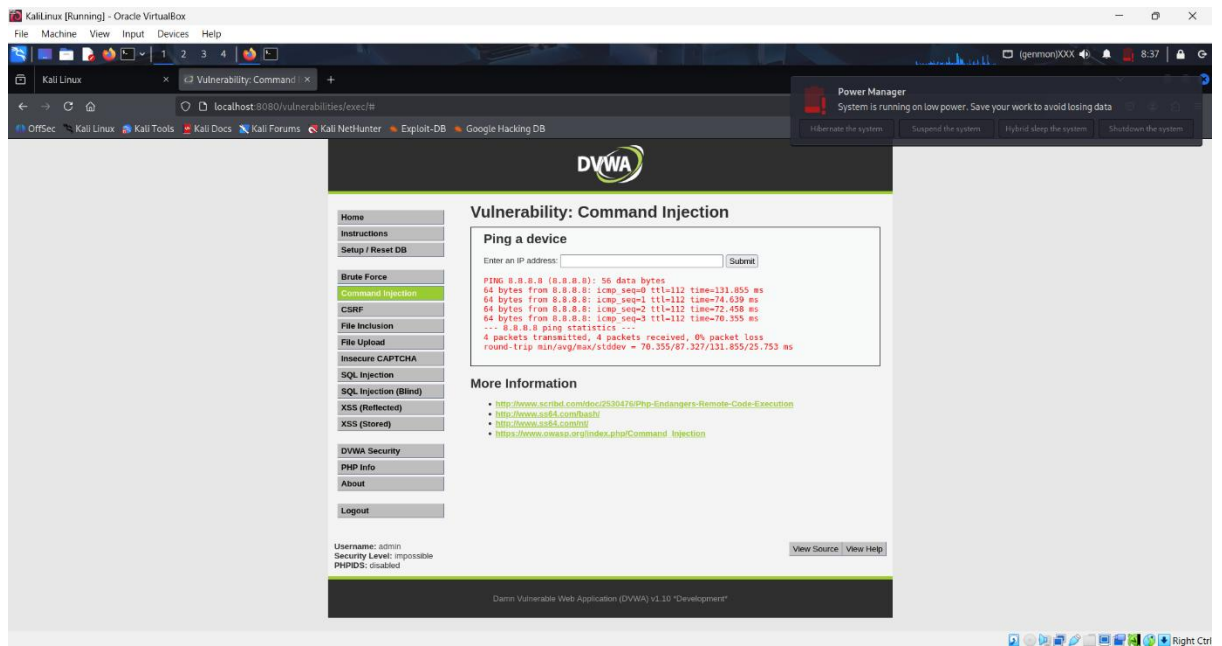 KaliLinux [Running] - Oracle VirtualBox
File Machine View Input Devices Help
1 2 3 4
(genmon)XXX
8:37
Kali Linux
Vulnerability: Command
Power Manager
System is running on low power. Save your work to avoid losing data
Hibernate the system
Suspend the system
Hybrid sleep the system
Shutdown the system
localhost:8080/vulnerabilities/exec/#
OffSec Kali Linux Kali Tools Kali Docs Kali Forums Kali NetHunter Exploit-DB Google Hacking DB
DVWA
Home
Instructions
Setup / Reset DB
Brute Force
Command Injection
CSRF
File Inclusion
File Upload
Insecure CAPTCHA
SQL Injection
SQL Injection (Blind)
XSS (Reflected)
XSS (Stored)
DVWA Security
PHP Info
About
Logout
Vulnerability: Command Injection
Ping a device
Enter an IP address:
Submit
PING 8.8.8.8 (8.8.8.8): 56 data bytes
64 bytes from 8.8.8.8: icmp_seq=0 ttl=112 time=131.855 ms
64 bytes from 8.8.8.8: icmp_seq=1 ttl=112 time=74.639 ms
64 bytes from 8.8.8.8: icmp_seq=2 ttl=112 time=72.458 ms
64 bytes from 8.8.8.8: icmp_seq=3 ttl=112 time=70.355 ms
--- 8.8.8.8 ping statistics ---
4 packets transmitted, 4 packets received, 0% packet loss
round-trip min/avg/max/stddev = 70.355/87.327/131.855/25.753 ms
More Information
http://www.scribd.com/doc/2530476/Php-Endangers-Remote-Code-Execution
http://www.ss64.com/bash/
http://www.ss64.com/nt/
https://www.owasp.org/index.php/Command_Injection
Username: admin
Security Level: impossible
PHPIDS: disabled
View Source
View Help
Damn Vulnerable Web Application (DVWA) v1.10 *Development*
Right Ctrl